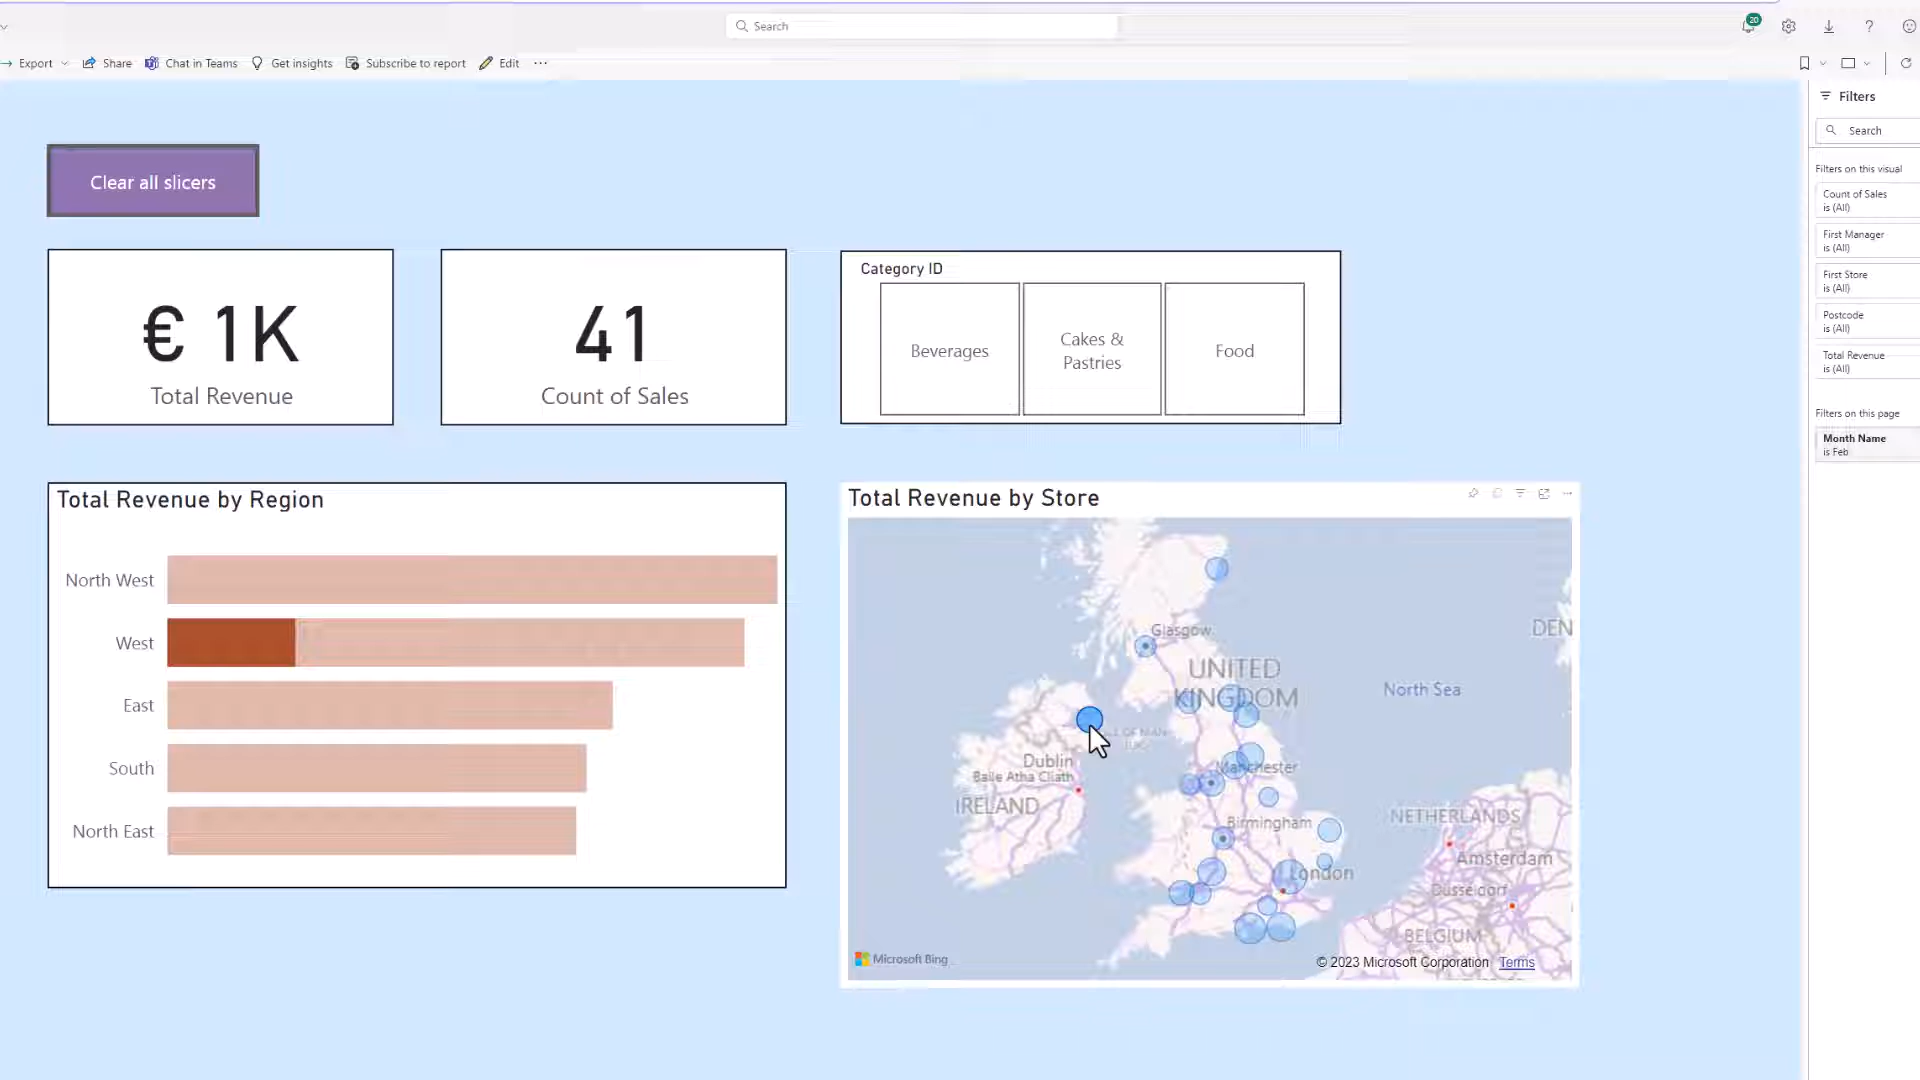 Search
20
Export
Share
Chat in Teams
Get insights
Subscribe to report
Edit
Filters
Search
Filters on this visual
Count of Sales
is (All)
First Manager
is (All)
First Store
is (All)
Postcode
is (All)
Total Revenue
is (All)
Filters on this page
Month Name
is Feb
Clear all slicers
€ 1K
Total Revenue
41
Count of Sales
Category ID
Beverages
Cakes &
Pastries
Food
Total Revenue by Region
North West
West
East
South
North East
Total Revenue by Store
Glasgow
UNITED
KINGDOM
DEN
North Sea
Dublin
Baile Atha Cliath
IRELAND
Manchester
Birmingham
NETHERLANDS
Amsterdam
London
Dusseldorf
BELGIUM
Microsoft Bing
© 2023 Microsoft Corporation Terms